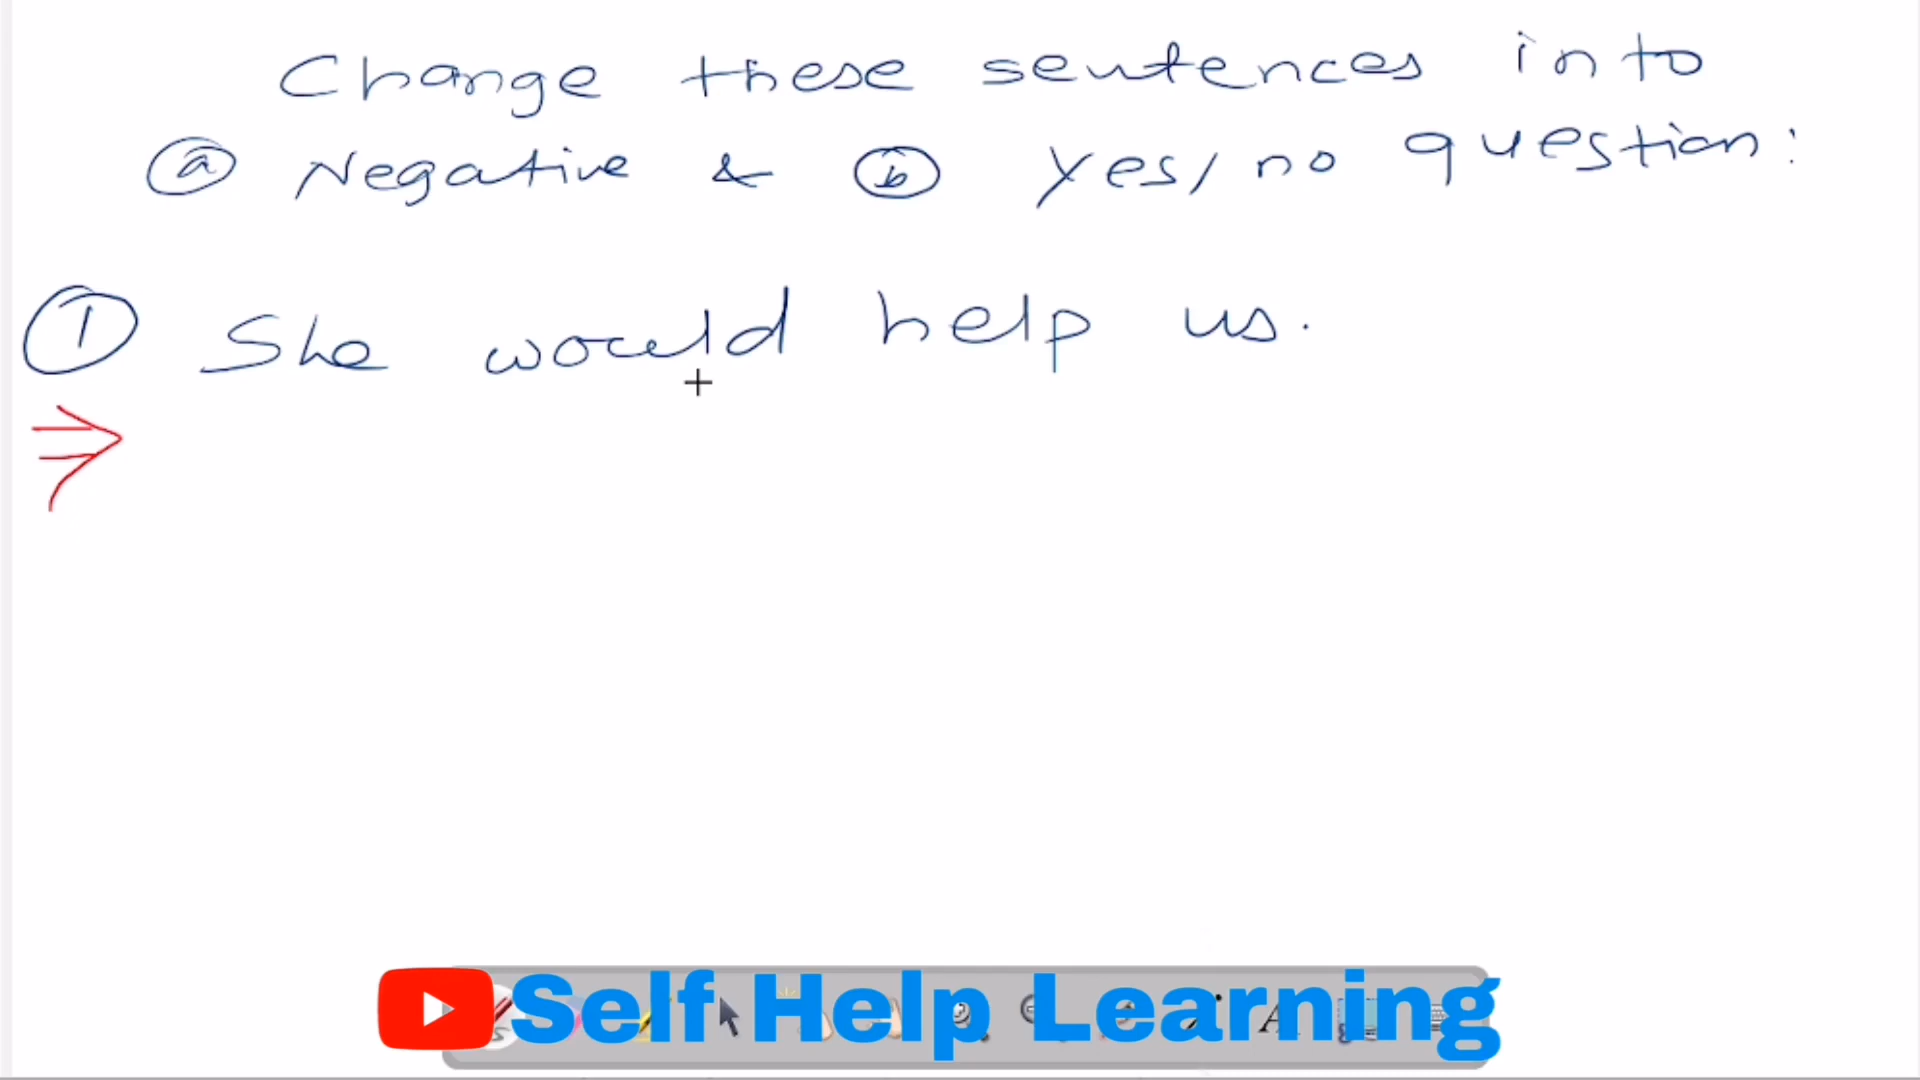 Change these sentences into
ⓐ Negative & ⓑ Yes/no question:
① She would help us.
⇒
Self Help Learning